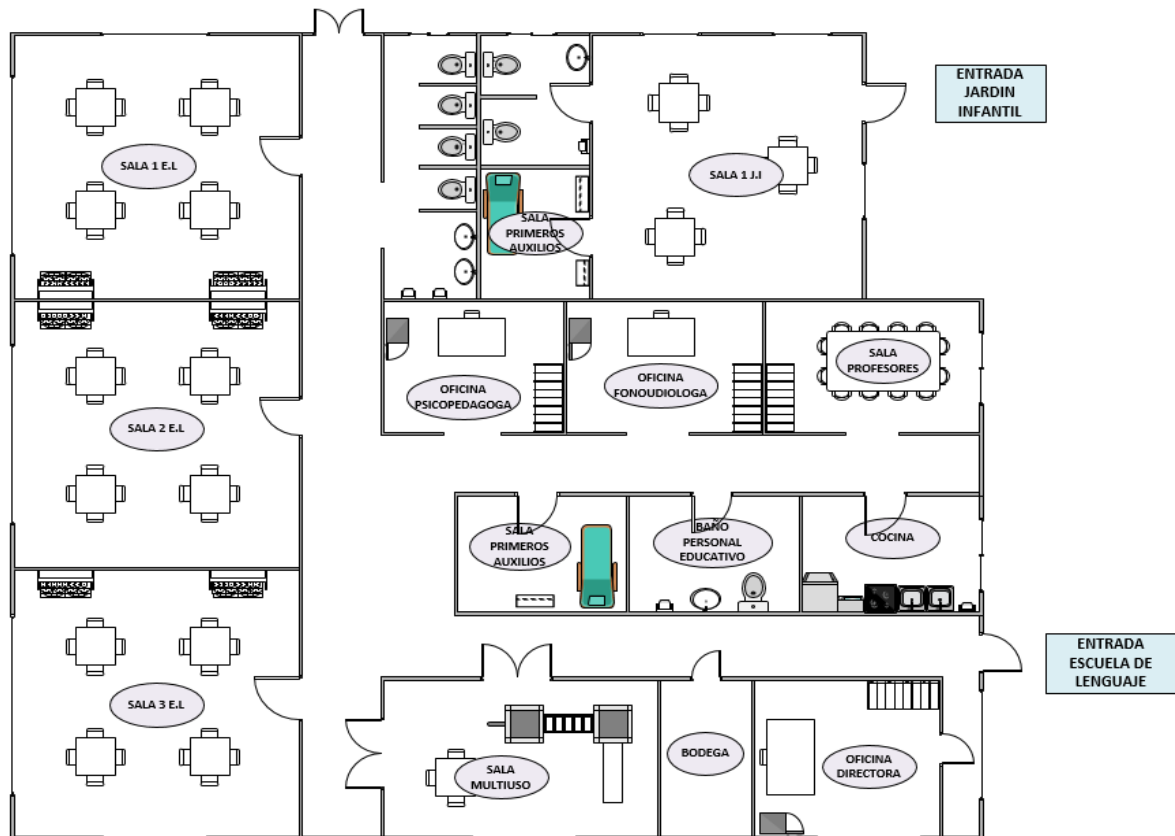 ENTRADA
JARDIN
INFANTIL
SALA 1 E.L
SALA 1 J.I
SALA
PRIMEROS
AUXILIOS
SALA
PROFESORES
OFICINA
PSICOPEDAGOGA
OFICINA
FONOUDIOLOGA
SALA 2 E.L
SALA
PRIMEROS
AUXILIOS
BAÑO
PERSONAL
EDUCATIVO
COCINA
ENTRADA
ESCUELA DE
LENGUAJE
SALA 3 E.L
SALA
MULTIUSO
BODEGA
OFICINA
DIRECTORA